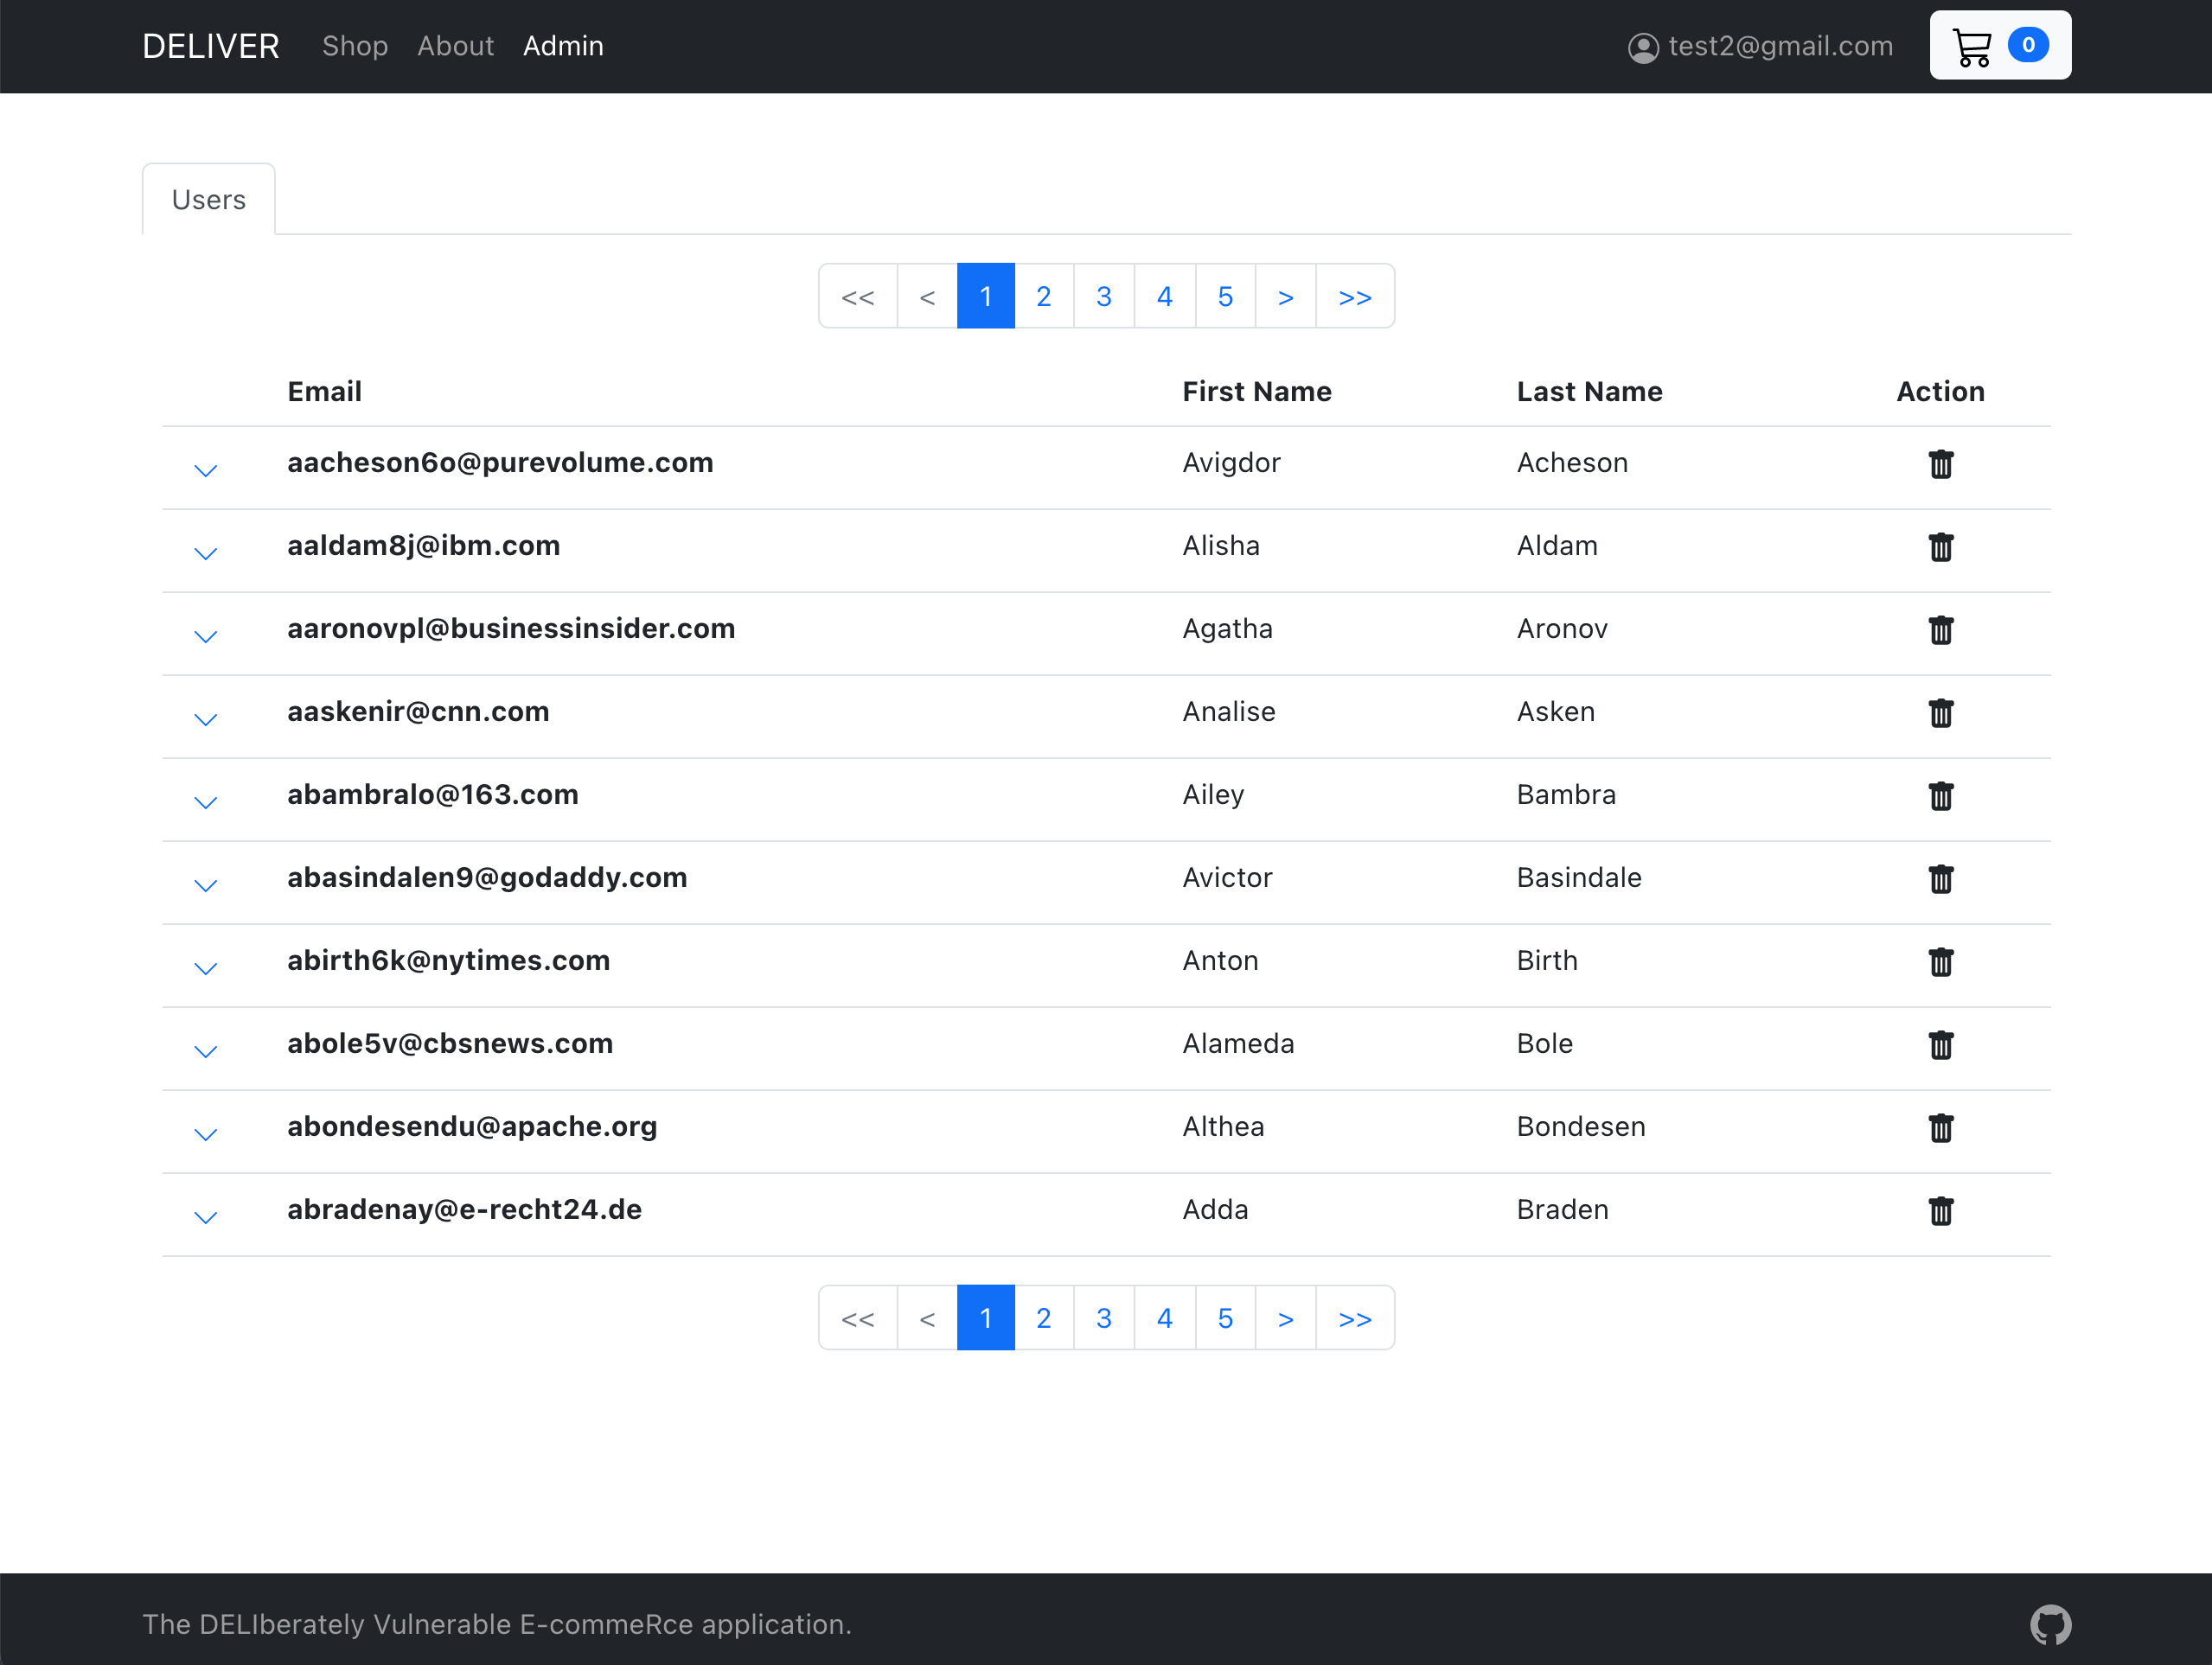 DELIVER Shop About Admin test2@gmail.com 0
Users
<< < 1 2 3 4 5 > >>
Email First Name Last Name Action
aacheson6o@purevolume.com Avigdor Acheson
aaldam8j@ibm.com Alisha Aldam
aaronovpl@businessinsider.com Agatha Aronov
aaskenir@cnn.com Analise Asken
abambralo@163.com Ailey Bambra
abasindalen9@godaddy.com Avictor Basindale
abirth6k@nytimes.com Anton Birth
abole5v@cbsnews.com Alameda Bole
abondesendu@apache.org Althea Bondesen
abradenay@e-recht24.de Adda Braden
<< < 1 2 3 4 5 > >>
The DELIberately Vulnerable E-commeRce application.